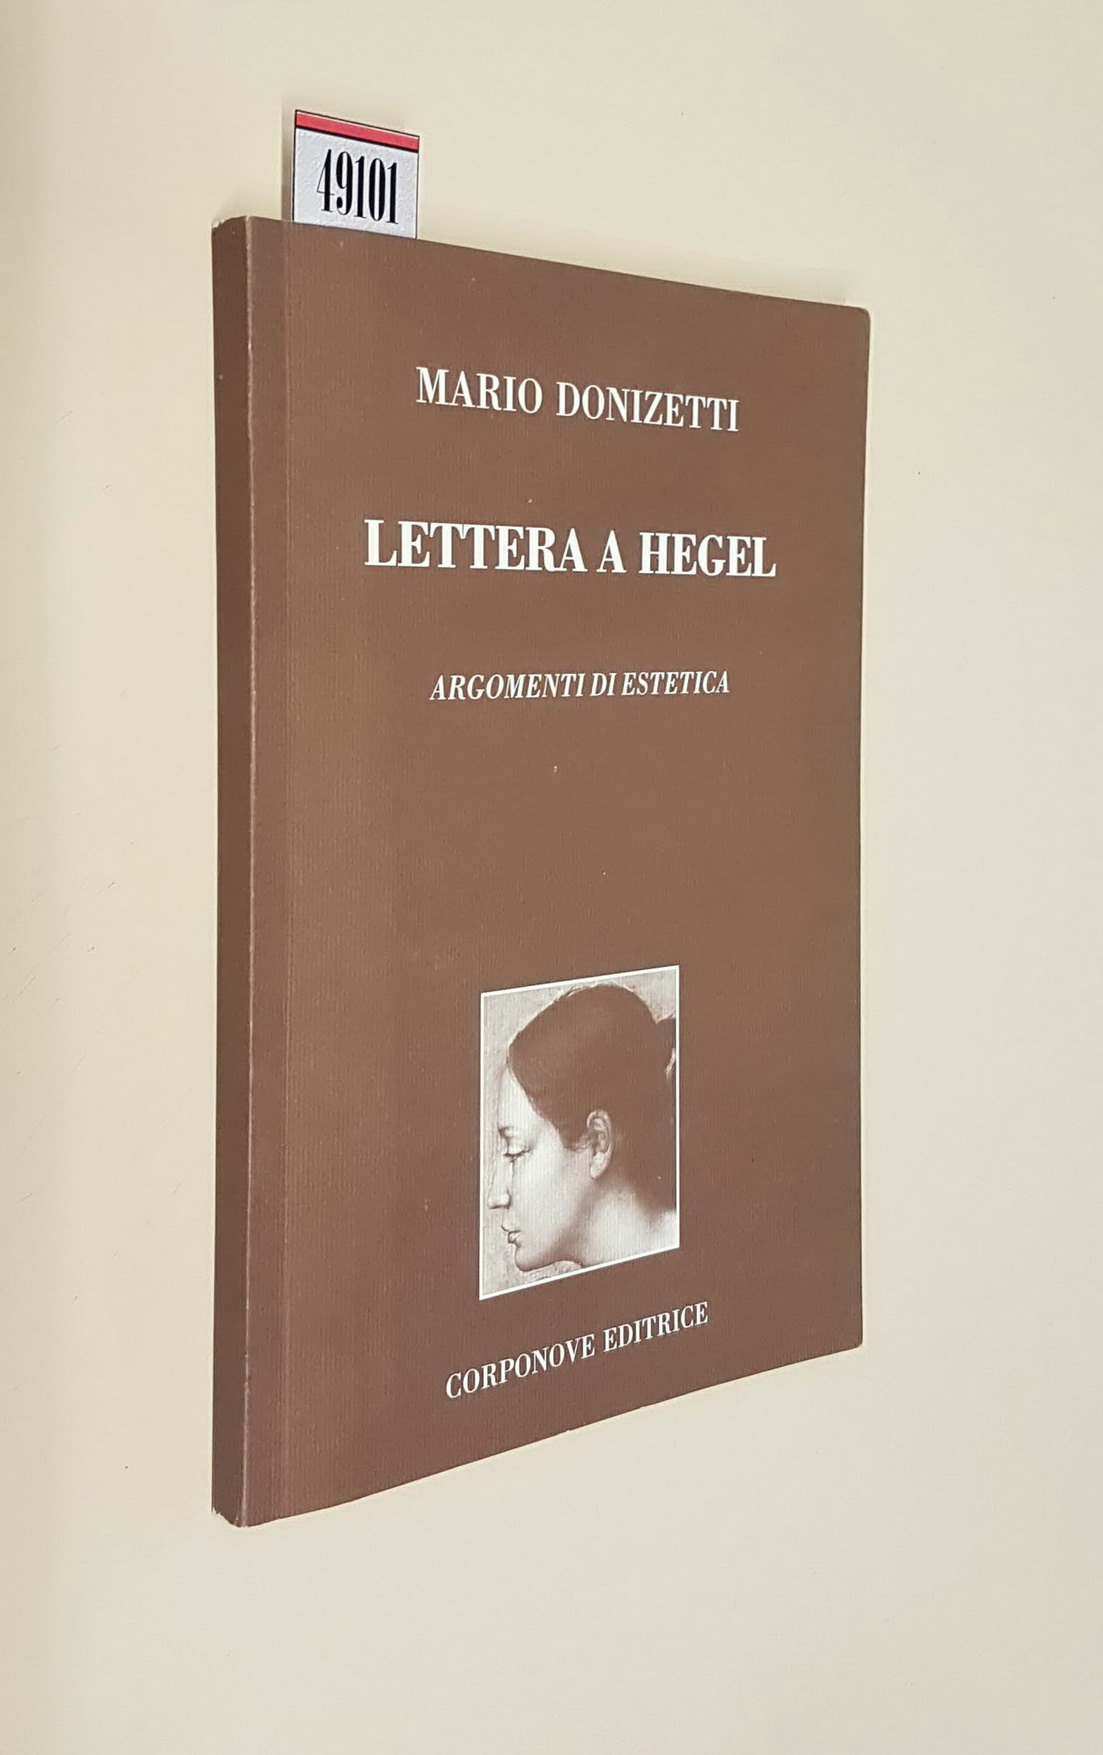 49101
MARIO DONIZETTI
LETTERA A HEGEL
ARGOMENTI DI ESTETICA
CORPONOVE EDITRICE